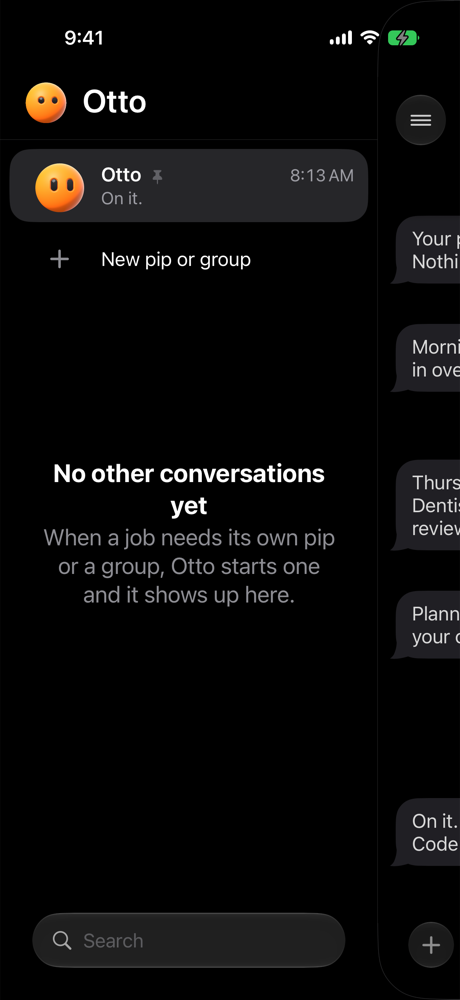 9:41
Otto
Otto
8:13 AM
On it.
New pip or group
No other conversations
yet
When a job needs its own pip
or a group, Otto starts one
and it shows up here.
Search
Your
Nothi
Morni
in ove
Thurs
Dentis
review
Plann
your
On it.
Code